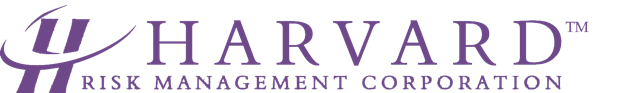 HARVARD™
RISK MANAGEMENT CORPORATION